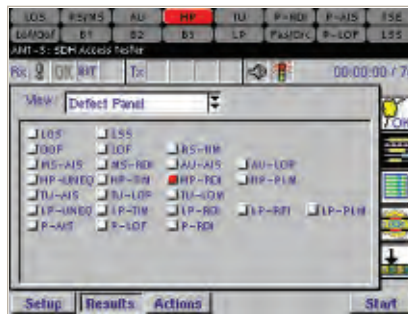 LOS RS/MS AU HP TU P-RDI P-AIS TSE
LOF/OOF B1 B2 B3 LP Pas/Crc P-LOF LSS
ANT-5: SDH Access Tester
Rx: Tx: 00:00:00 / 7
View: Defect Panel
LOS LSS
OOF LOF RS-TIM
MS-AIS MS-RDI AU-AIS AU-LOP
HP-UNEQ HP-TIM HP-RDI HP-PLM
TU-AIS TU-LOP TU-LOM
LP-UNEQ LP-TIM LP-RDI LP-RFI LP-PLM
P-AIS P-LOF P-RDI
Setup Results Actions Start